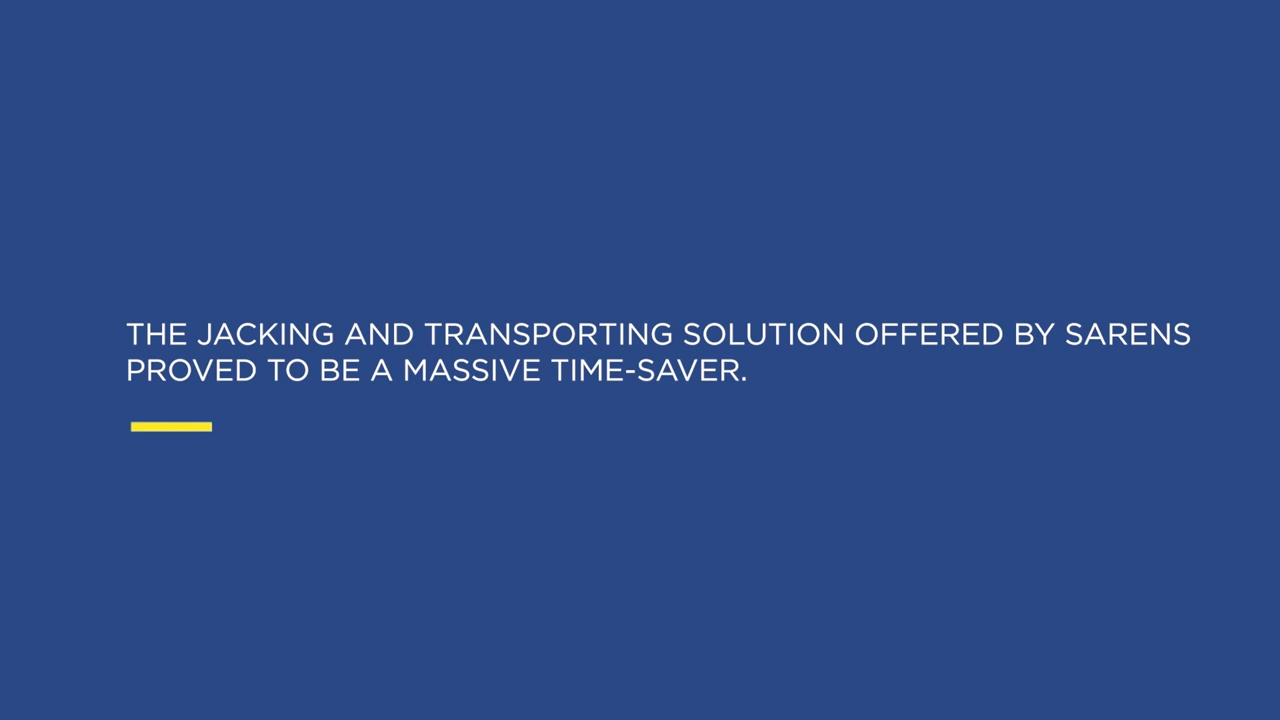 THE JACKING AND TRANSPORTING SOLUTION OFFERED BY SARENS
PROVED TO BE A MASSIVE TIME-SAVER.